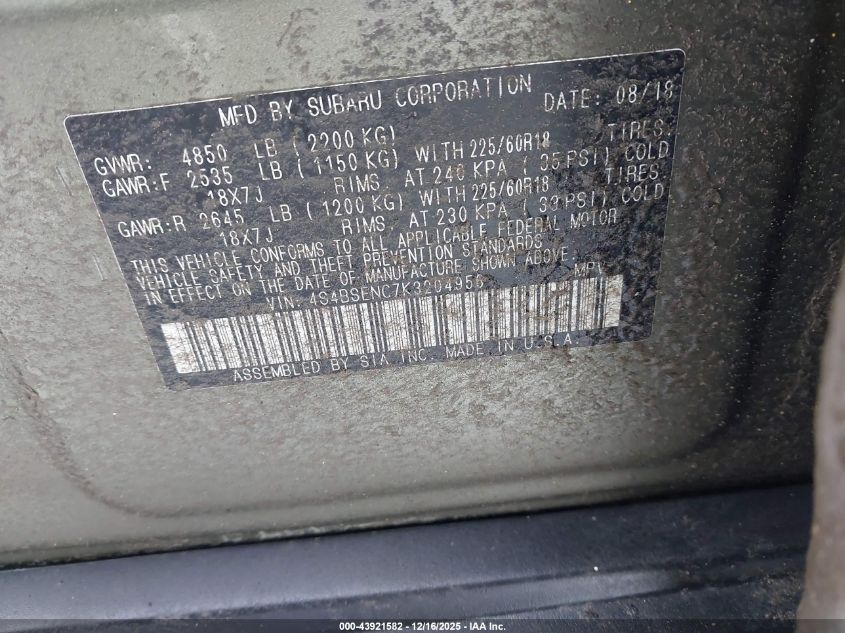 MFD BY SUBARU CORPORATION DATE: 08/18
GVWR: 4850 LB (2200 KG)
GAWR:F 2535 LB (1150 KG) WITH 225/60R18 TIRES,
18X7J RIMS AT 240 KPA (35 PSI) COLD
GAWR:R 2645 LB (1200 KG) WITH 225/60R18 TIRES,
18X7J RIMS AT 230 KPA (33 PSI) COLD
THIS VEHICLE CONFORMS TO ALL APPLICABLE FEDERAL MOTOR
VEHICLE SAFETY AND THEFT PREVENTION STANDARDS
IN EFFECT ON DATE OF MANUFACTURE SHOWN ABOVE.
VIN: 4S4BSENC7K3204955 MPV
ASSEMBLED BY SIA INC. MADE IN U.S.A.
000-43921582 - 12/16/2025 - IAA Inc.